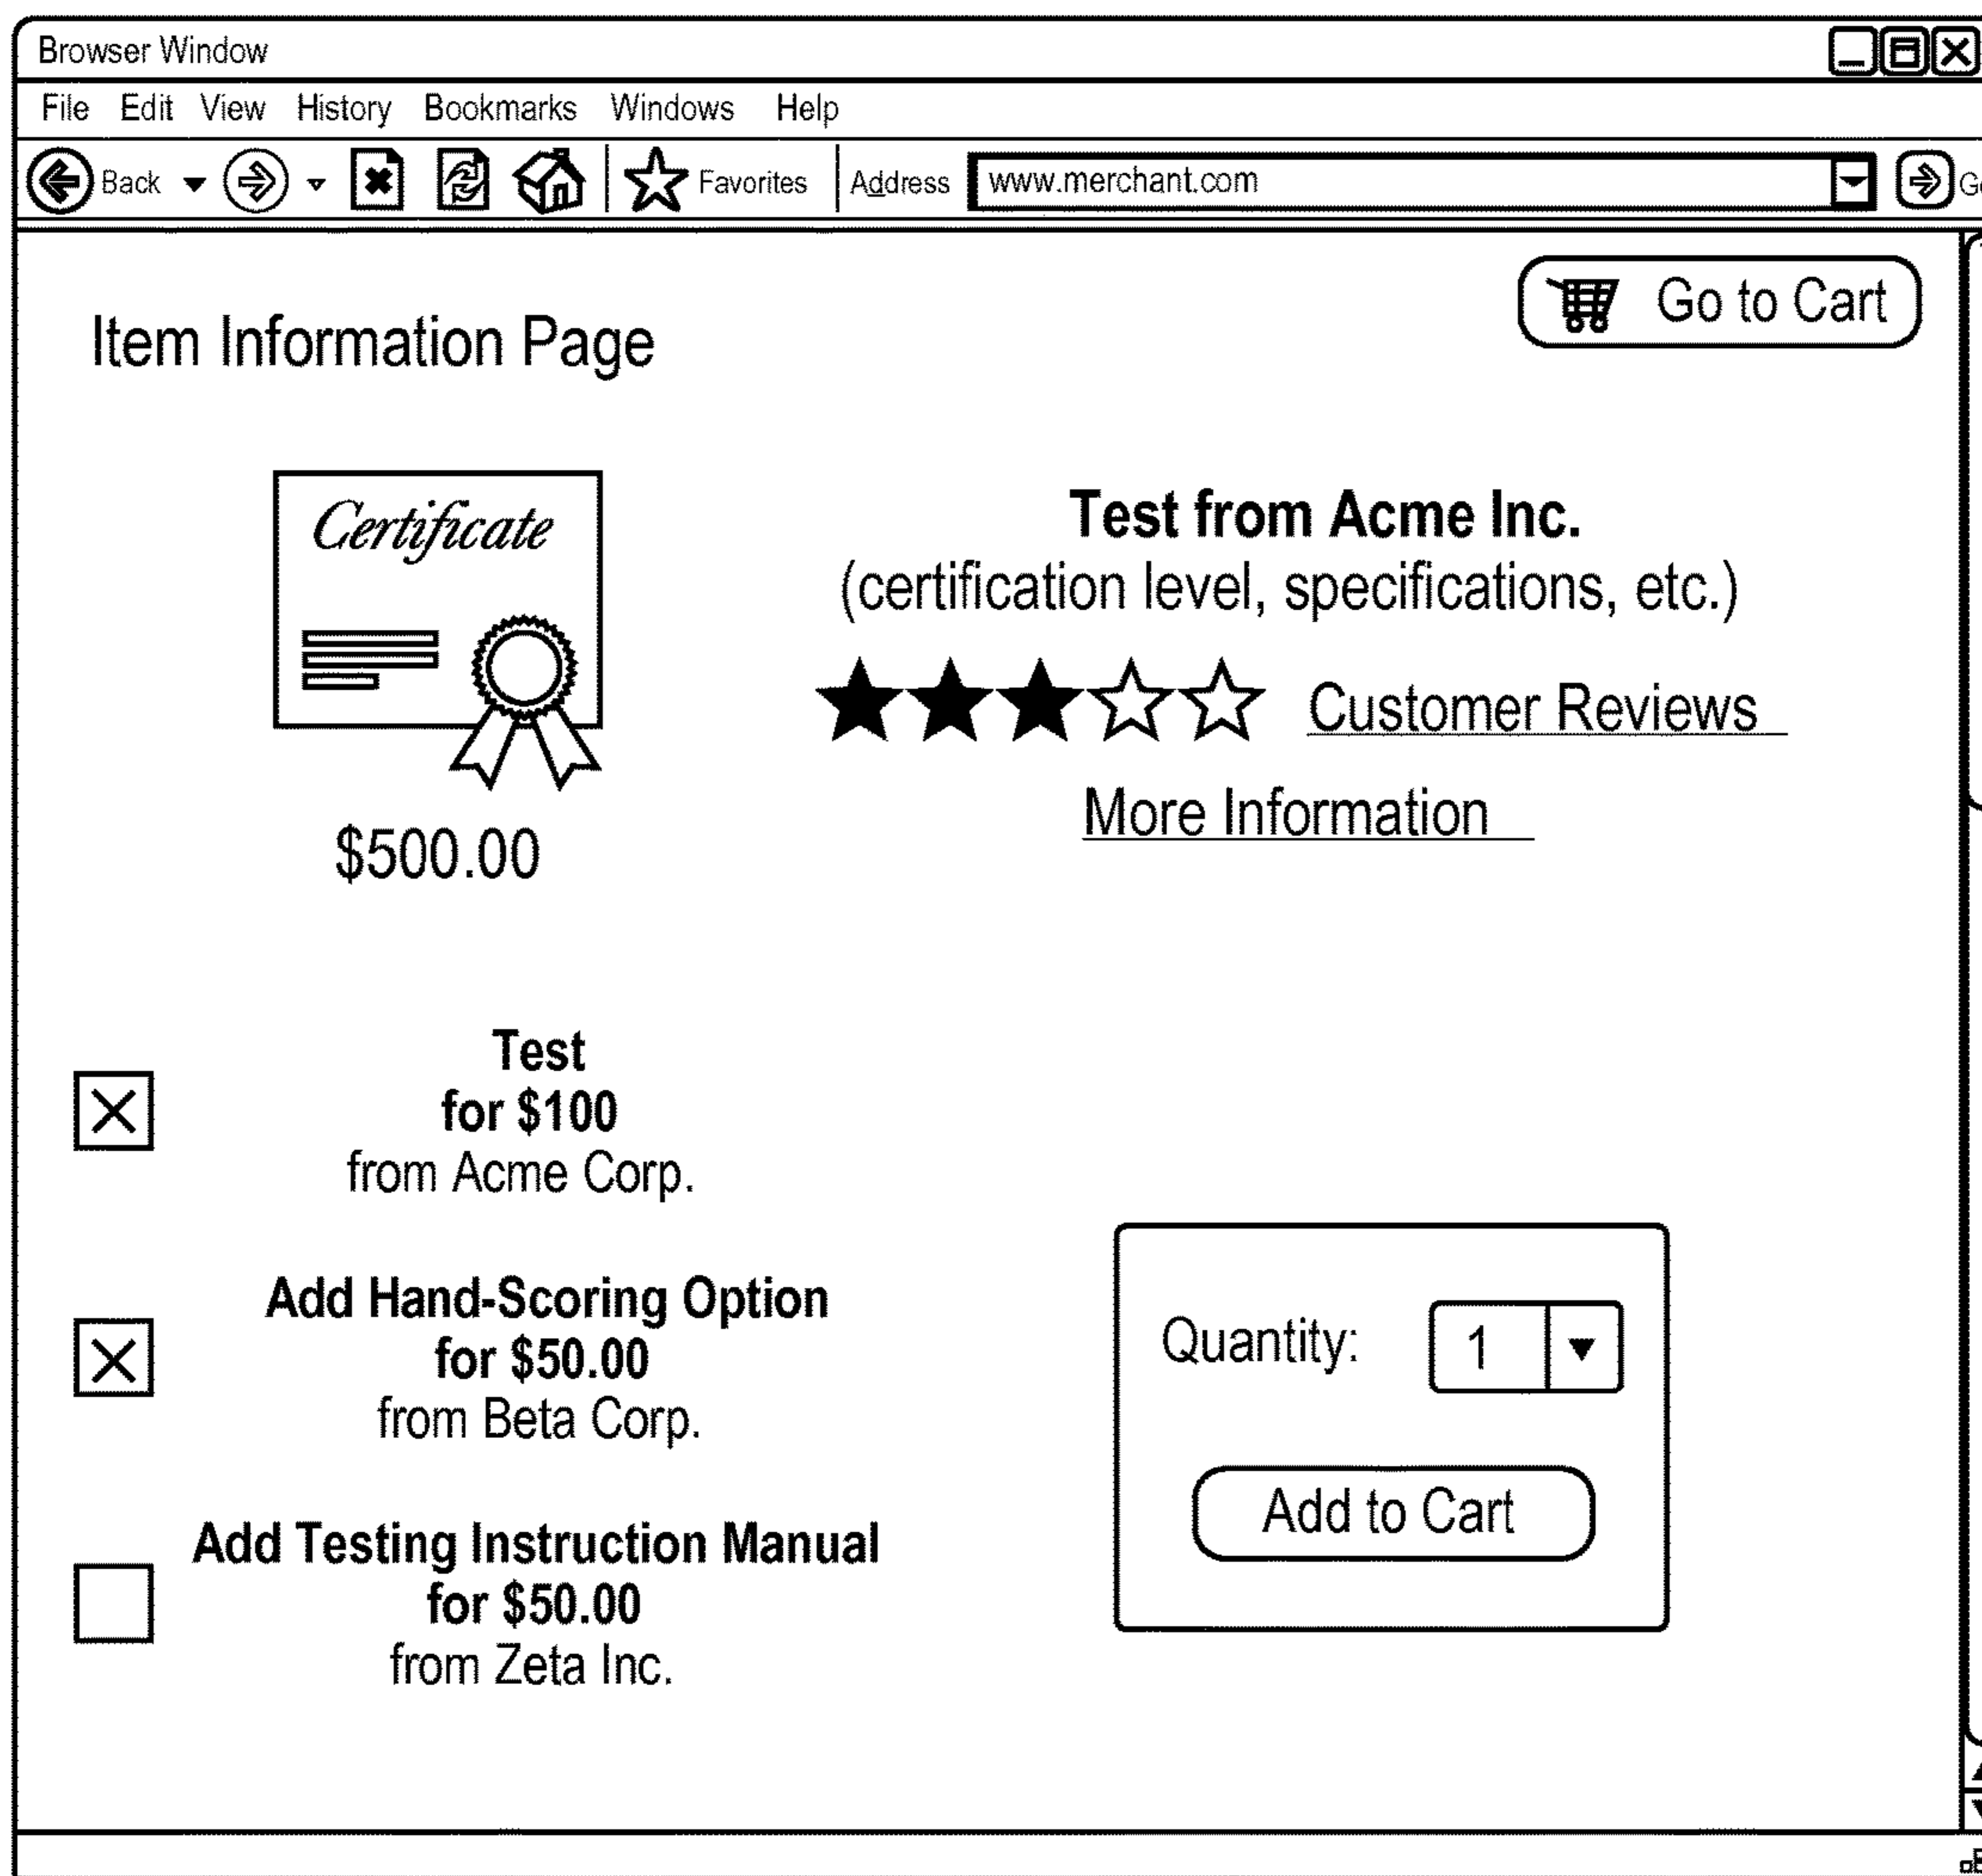 Browser Window
File Edit View History Bookmarks Windows Help
Back Favorites Address www.merchant.com
Go to Cart
Item Information Page
Certificate
Test from Acme Inc.
(certification level, specifications, etc.)
Customer Reviews
More Information
$500.00
Test
for $100
from Acme Corp.
Add Hand-Scoring Option
for $50.00
from Beta Corp.
Quantity: 1
Add to Cart
Add Testing Instruction Manual
for $50.00
from Zeta Inc.